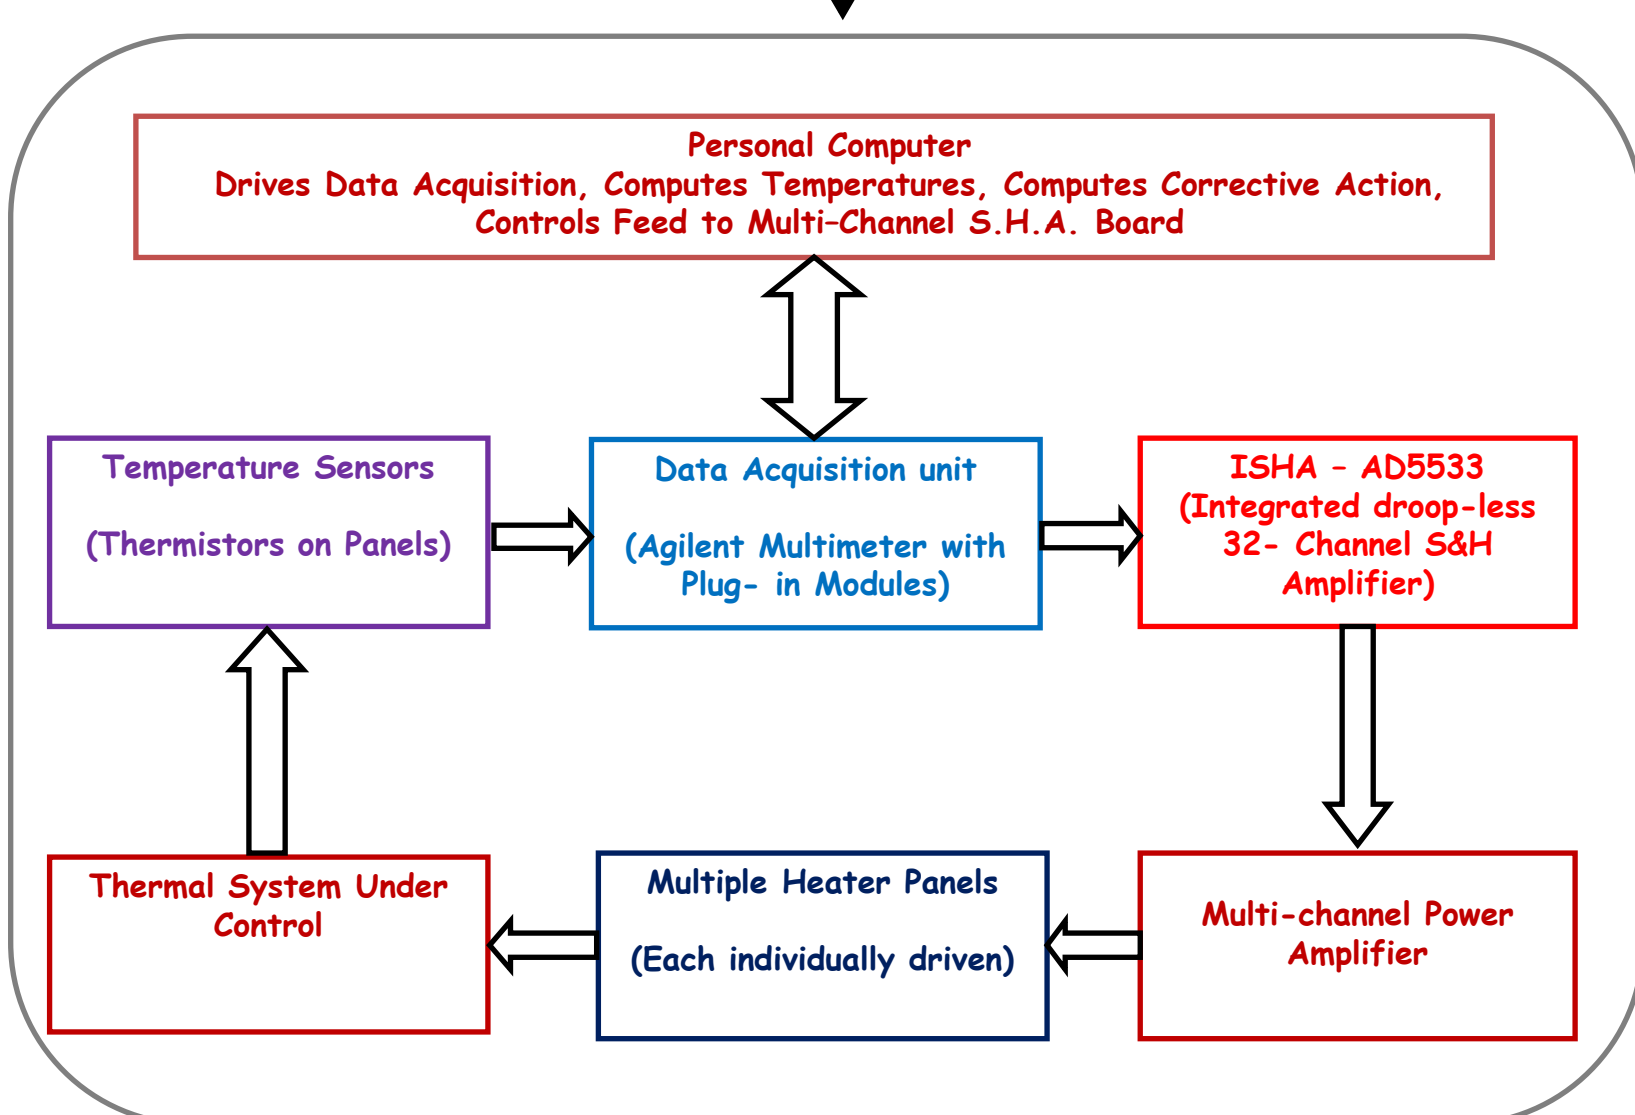 Personal Computer
Drives Data Acquisition, Computes Temperatures, Computes Corrective Action,
Controls Feed to Multi-Channel S.H.A. Board
Temperature Sensors
(Thermistors on Panels)
Data Acquisition unit
(Agilent Multimeter with
Plug- in Modules)
ISHA - AD5533
(Integrated droop-less
32- Channel S&H
Amplifier)
Thermal System Under
Control
Multiple Heater Panels
(Each individually driven)
Multi-channel Power
Amplifier